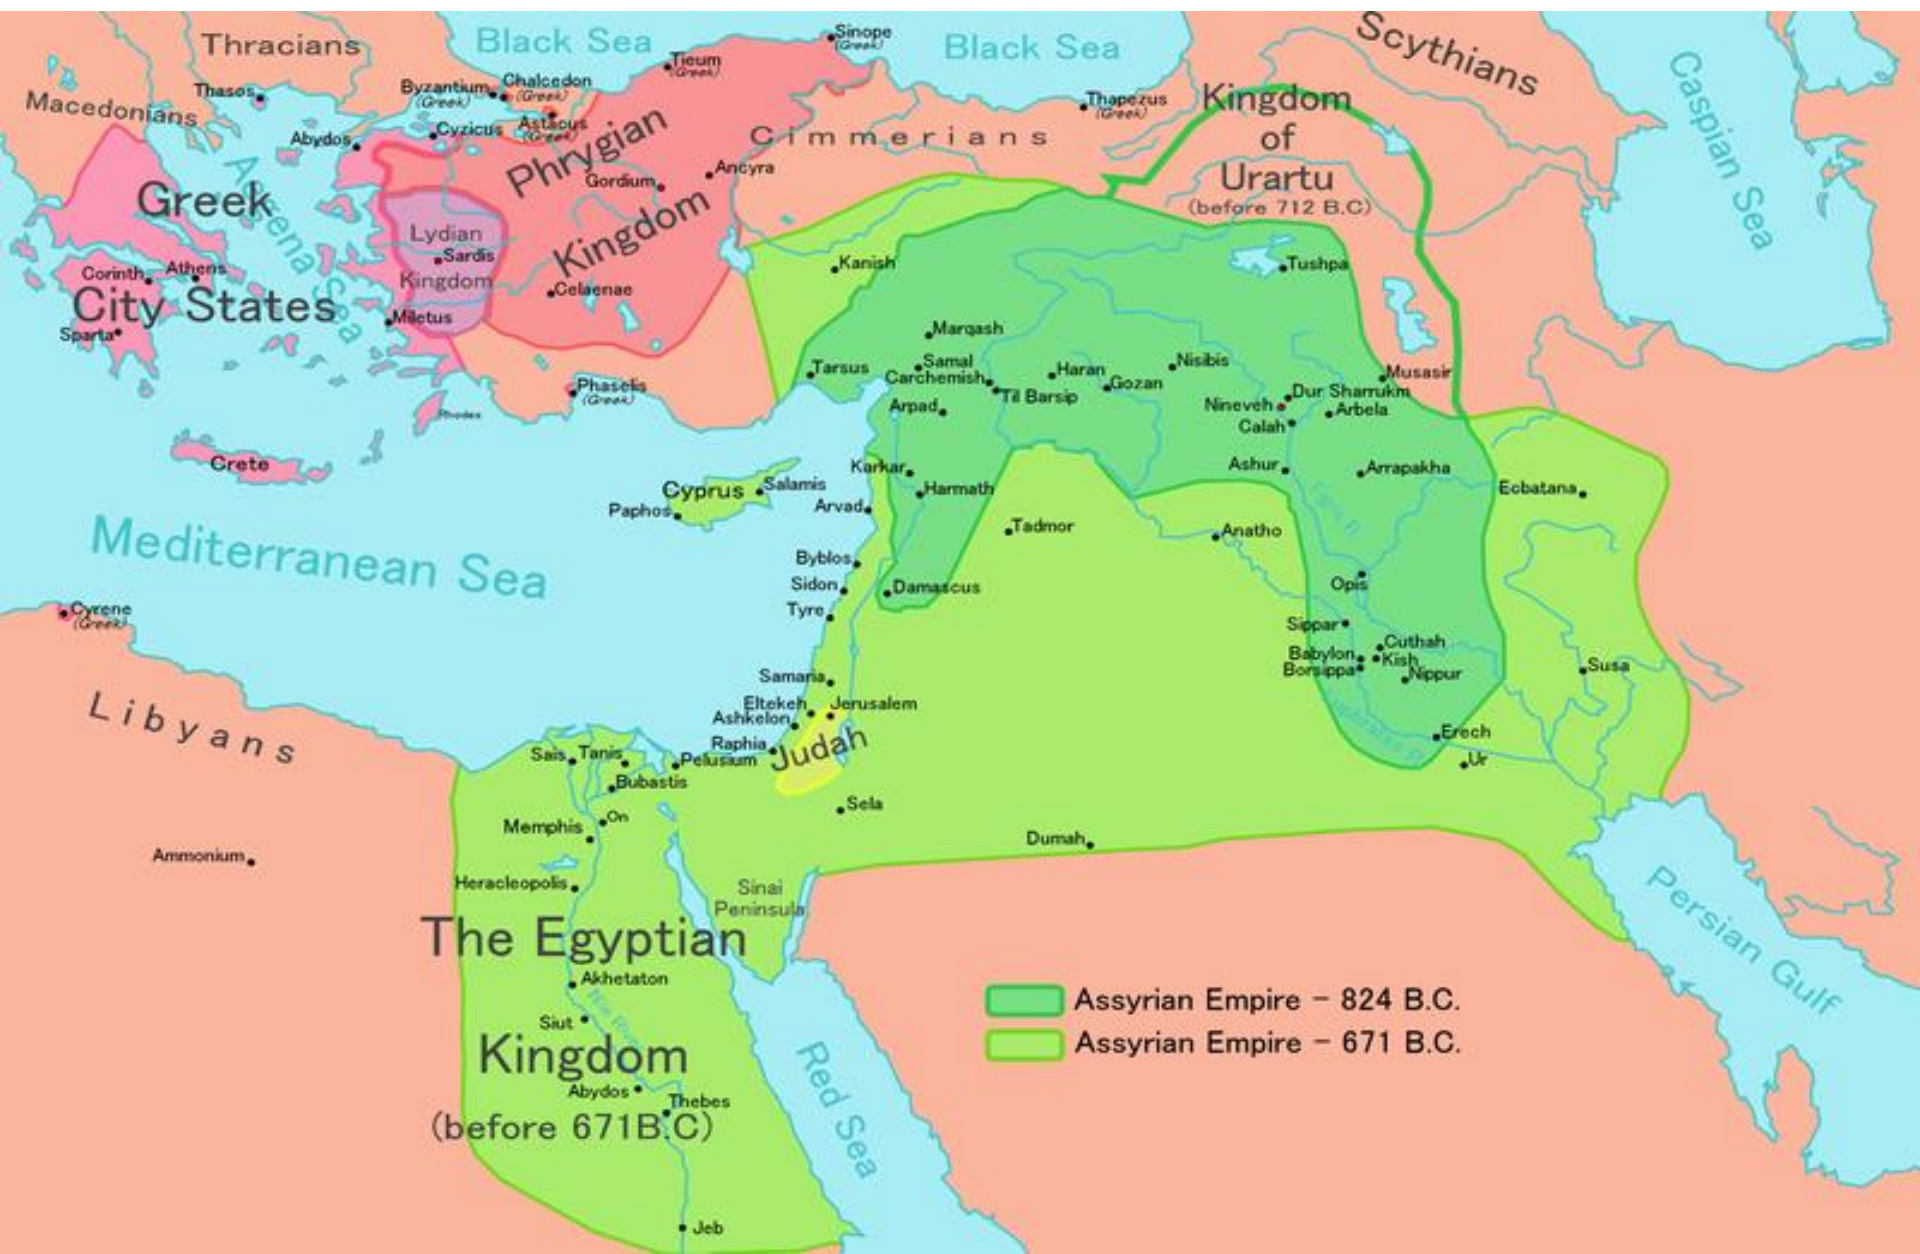 Thracians
Black Sea
Sinope
(Greek)
Black Sea
Scythians
Caspian Sea
Tieum
(Greek)
Byzantium
(Greek)
Chalcedon
(Greek)
Thasos
Macedonians
Abydos
Cyzicus
Astacus
(Greek)
Thapezus
(Greek)
Cimmerians
Kingdom
of
Urartu
(before 712 B.C)
Phrygian
Kingdom
Gordium
Ancyra
Greek
City States
Sea
Lydian
Kingdom
Sardis
Corinth
Athens
Sparta
Miletus
Celaenae
Kanish
Tushpa
Marqash
Tarsus
Samal
Carchemish
Haran
Gozan
Nisibis
Musasir
Til Barsip
Dur Sharrukm
Nineveh
Arbela
Calah
Arpad
Phaselis
(Greek)
Rhodes
Crete
Karkar
Harmath
Ashur
Arrapakha
Ecbatana
Cyprus
Salamis
Paphos
Arvad
Tadmor
Anatho
Tigris R.
Mediterranean Sea
Byblos
Sidon
Damascus
Opis
Tyre
Cyrene
(Greek)
Sippar
Cuthah
Babylon
Kish
Borsippa
Nippur
Susa
Samaria
Eltekeh
Jerusalem
Ashkelon
Libyans
Raphia
Judah
Erech
Ur
Sais
Tanis
Pelusium
Bubastis
Sela
On
Memphis
Dumah
Ammonium
Heracleopolis
Sinai
Peninsula
Persian Gulf
The Egyptian
Kingdom
(before 671B.C)
Akhetaton
Siut
Abydos
Thebes
Jeb
Red Sea
Assyrian Empire - 824 B.C.
Assyrian Empire - 671 B.C.